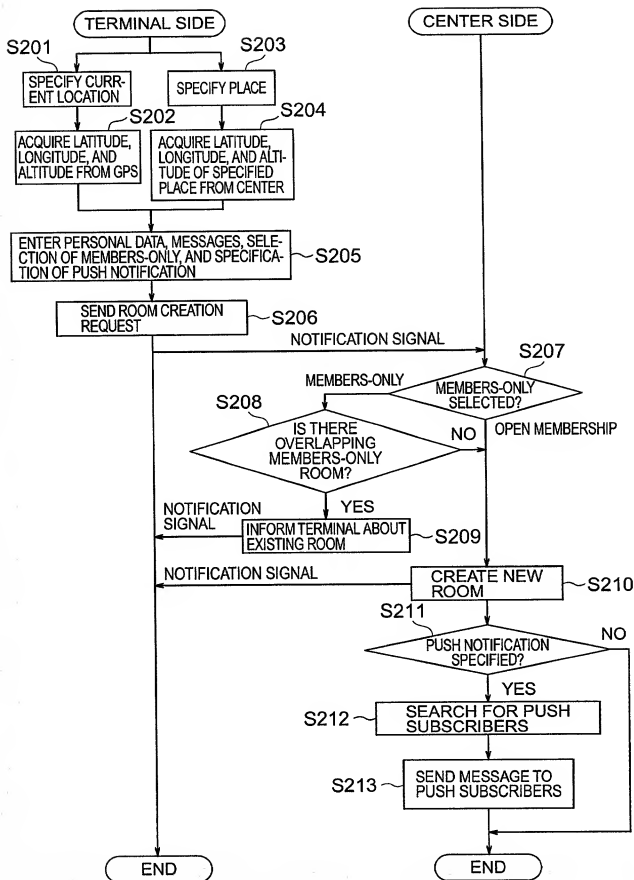 TERMINAL SIDE
CENTER SIDE
S201
S203
SPECIFY CURR-
ENT LOCATION
SPECIFY PLACE
S202
S204
ACQUIRE LATITUDE,
LONGITUDE, AND
ALTITUDE FROM GPS
ACQUIRE LATITUDE,
LONGITUDE, AND ALTI-
TUDE OF SPECIFIED
PLACE FROM CENTER
ENTER PERSONAL DATA, MESSAGES, SELE-
CTION OF MEMBERS-ONLY, AND SPECIFICA-
TION OF PUSH NOTIFICATION
S205
SEND ROOM CREATION
REQUEST
S206
NOTIFICATION SIGNAL
S207
MEMBERS-ONLY
MEMBERS-ONLY
SELECTED?
S208
OPEN MEMBERSHIP
IS THERE
OVERLAPPING
MEMBERS-ONLY
ROOM?
NO
YES
NOTIFICATION
SIGNAL
INFORM TERMINAL ABOUT
EXISTING ROOM
S209
NOTIFICATION SIGNAL
CREATE NEW
ROOM
S210
S211
PUSH NOTIFICATION
SPECIFIED?
NO
YES
S212
SEARCH FOR PUSH
SUBSCRIBERS
S213
SEND MESSAGE TO
PUSH SUBSCRIBERS
END
END